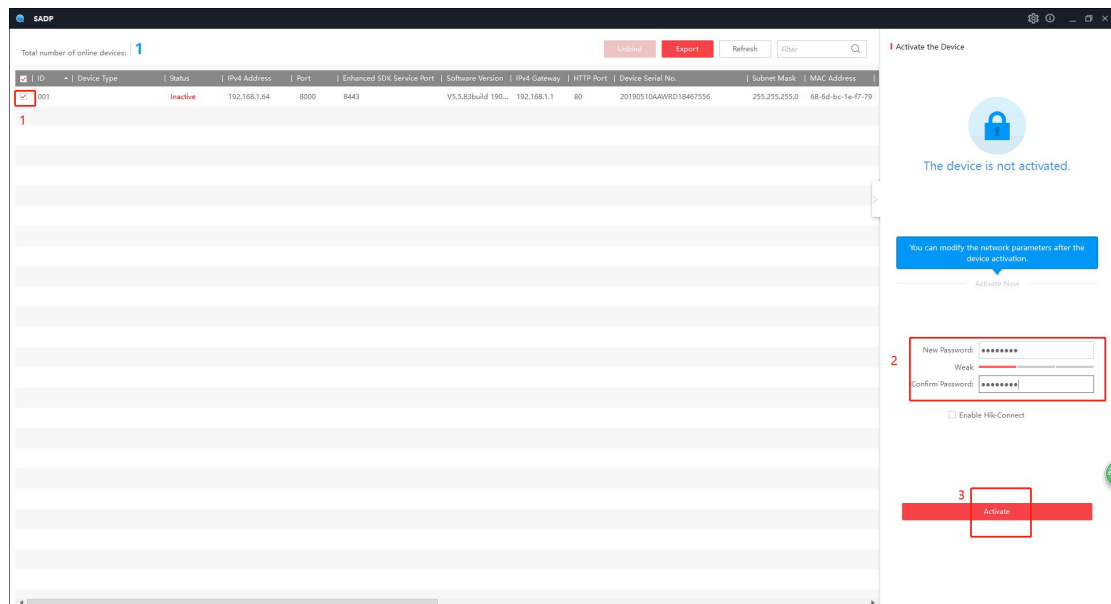 SADP
Total number of online devices: 1
Unbind
Export
Refresh
Filter
ID
Device Type
Status
IPv4 Address
Port
Enhanced SDK Service Port
Software Version
IPv4 Gateway
HTTP Port
Device Serial No.
Subnet Mask
MAC Address
001
Inactive
192.168.1.64
8000
8443
V5.5.83build 190...
192.168.1.1
80
20190510AAWRD18467556
255.255.255.0
68-6d-bc-1e-f7-79
1
Activate the Device
The device is not activated.
You can modify the network parameters after the
device activation.
Activate Now
2
New Password: ●●●●●●●●
Weak
Confirm Password: ●●●●●●●●
Enable Hik-Connect
3
Activate